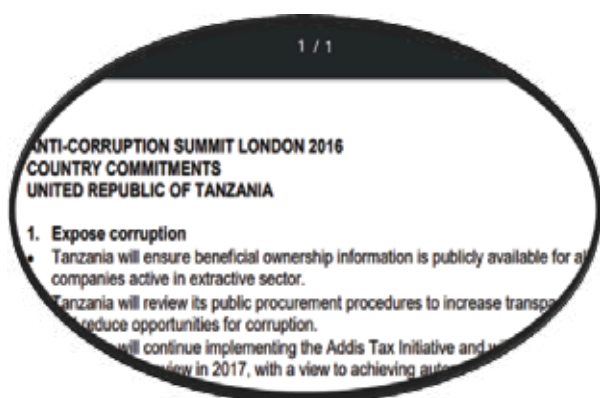 1 / 1
ANTI-CORRUPTION SUMMIT LONDON 2016
COUNTRY COMMITMENTS
UNITED REPUBLIC OF TANZANIA
1. Expose corruption
• Tanzania will ensure beneficial ownership information is publicly available for
companies active in extractive sector.
Tanzania will review its public procurement procedures to increase
reduce opportunities for corruption.
will continue implementing the Addis Tax Initiative and
in 2017, with a view to achieving